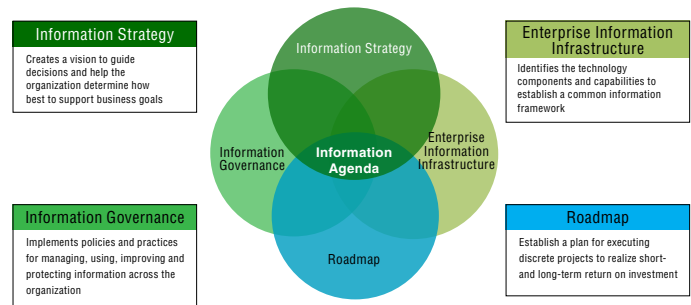 Information Strategy
Creates a vision to guide
decisions and help the
organization determine how
best to support business goals
Information Governance
Implements policies and practices
for managing, using, improving and
protecting information across the
organization
Information Strategy
Information
Governance
Information
Agenda
Enterprise
Information
Infrastructure
Roadmap
Enterprise Information
Infrastructure
Identifies the technology
components and capabilities to
establish a common information
framework
Roadmap
Establish a plan for executing
discrete projects to realize short-
and long-term return on investment